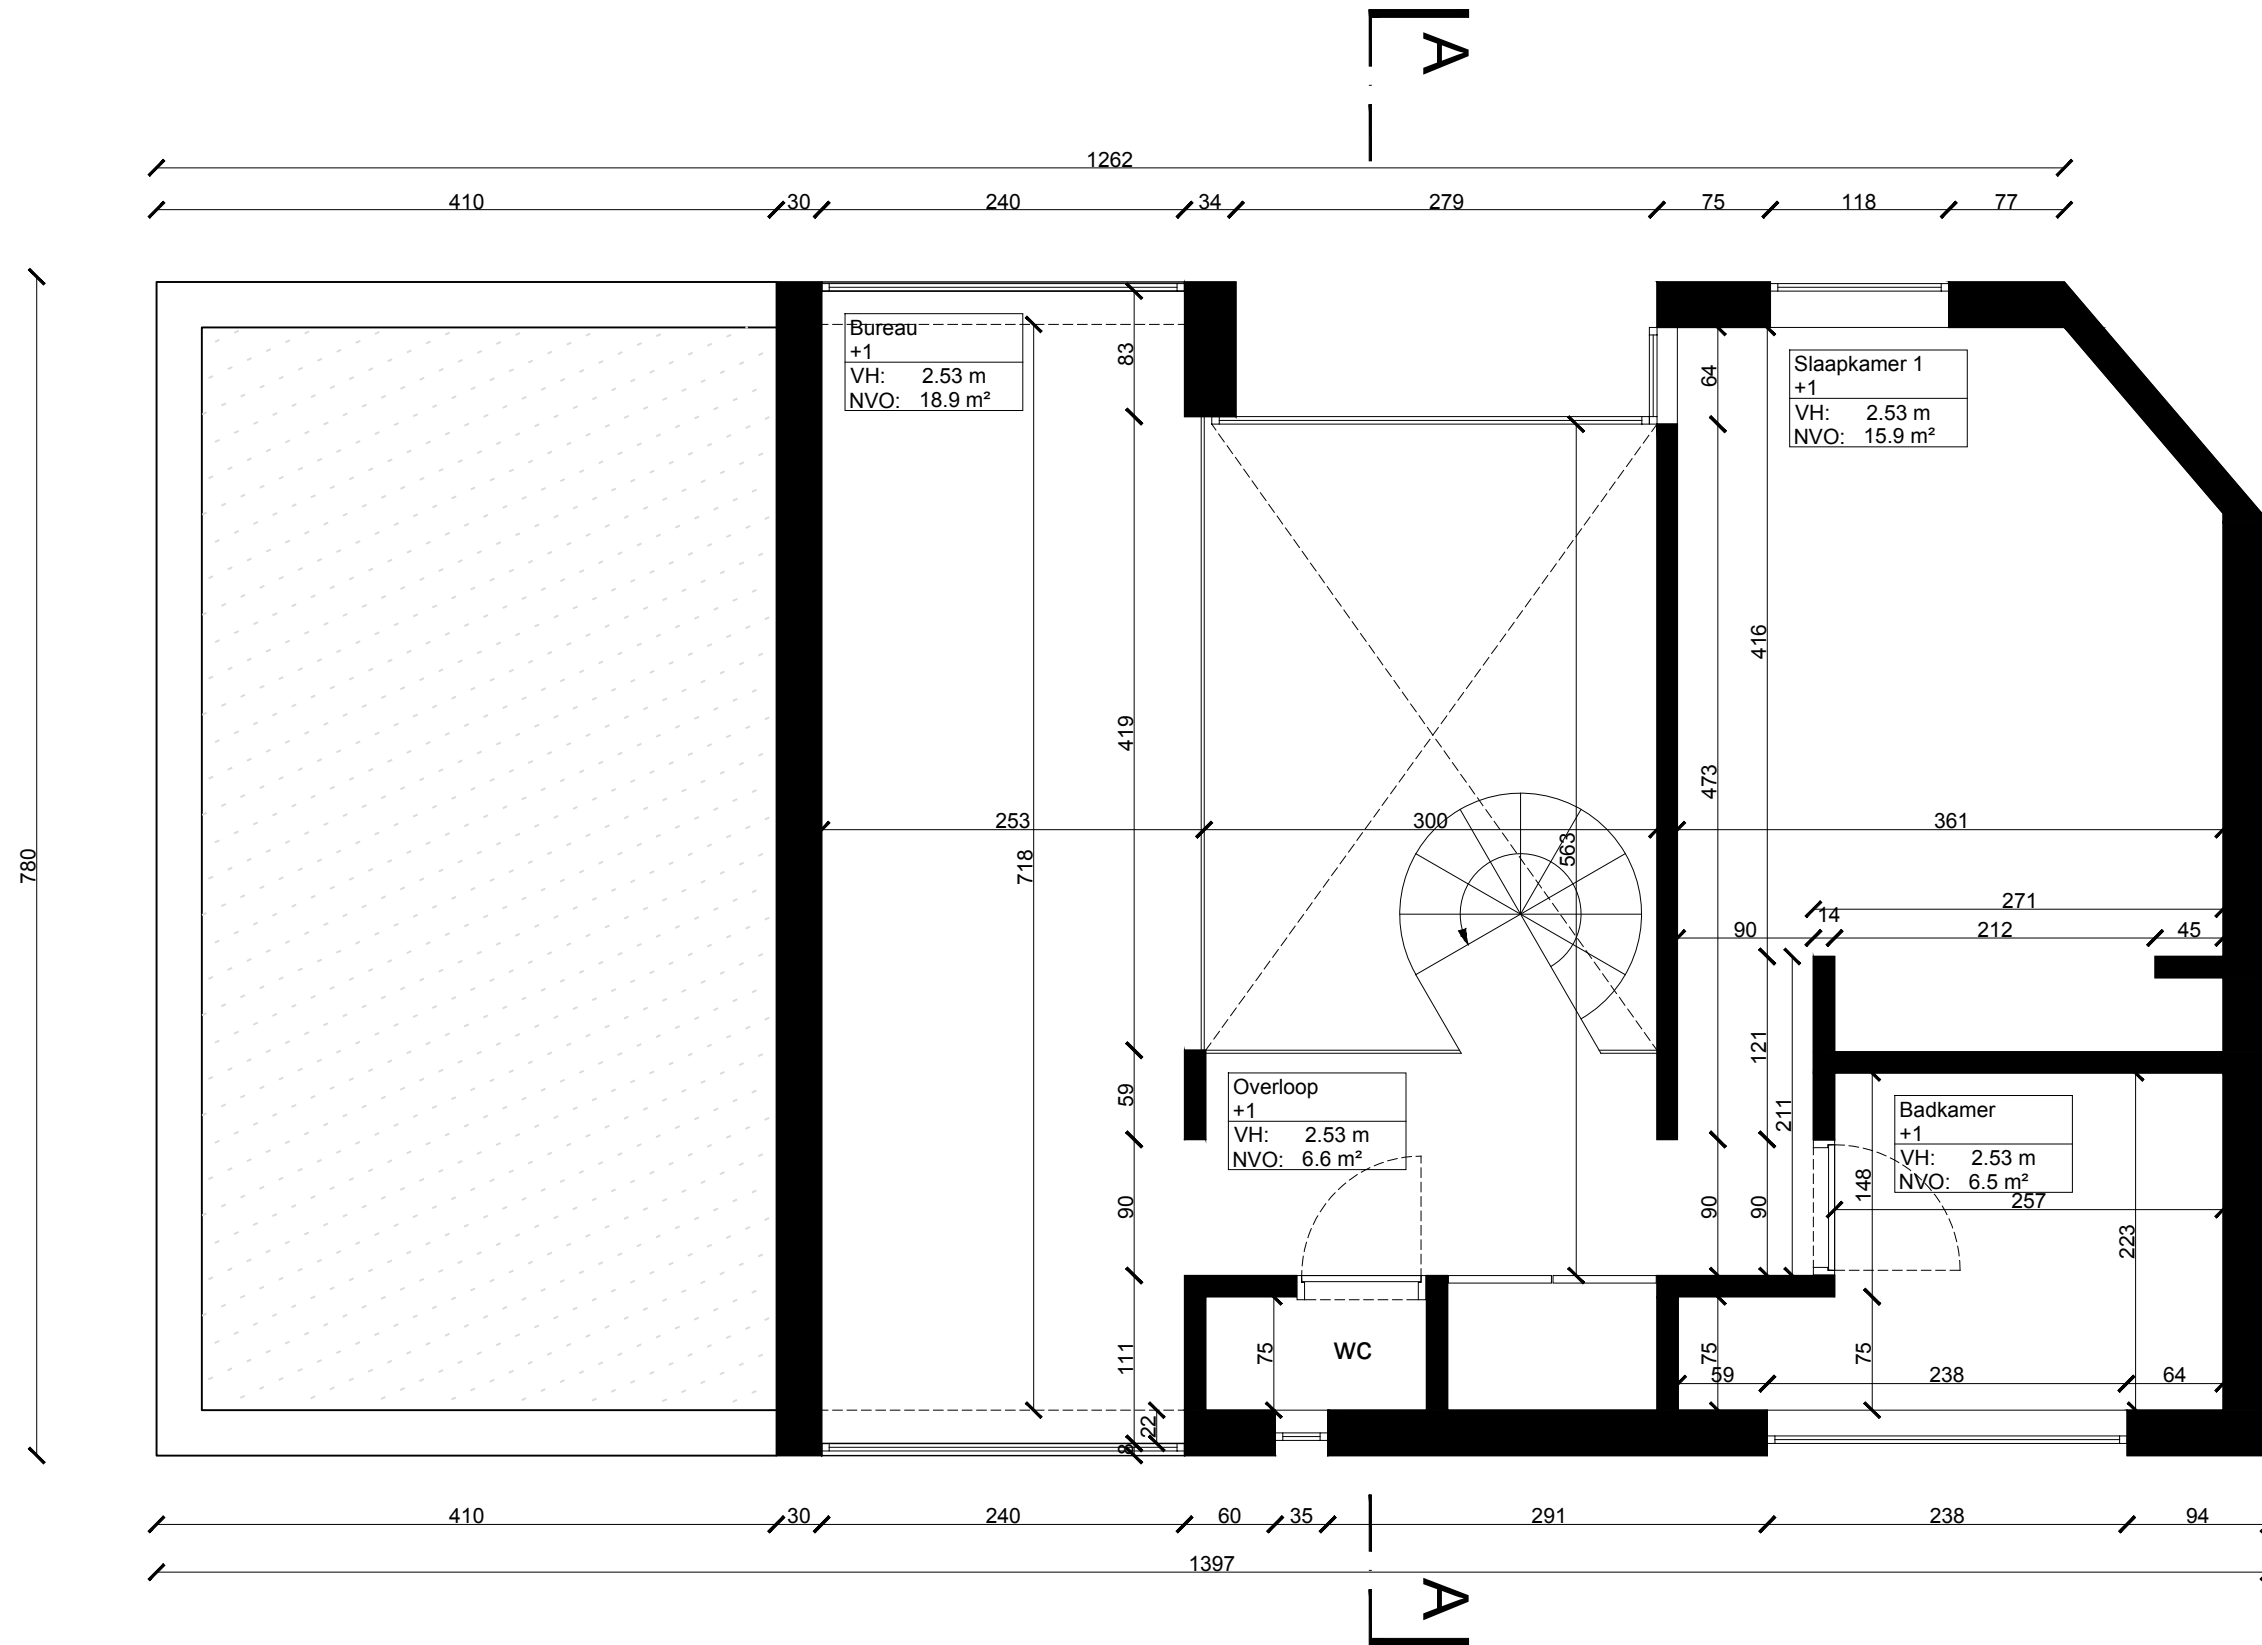 A
1262
410 30 240 34 279 75 118 77
Bureau
+1
VH: 2.53 m
NVO: 18.9 m²
83
64
Slaapkamer 1
+1
VH: 2.53 m
NVO: 15.9 m²
416
419
473
253 300 361
780
718
563
271
14
90 212 45
59
121
211
Overloop
+1
VH: 2.53 m
NVO: 6.6 m²
Badkamer
+1
VH: 2.53 m
NVO: 6.5 m²
148
257
90
90
90
223
111
75
WC
75
75
59 238 64
22
8
410 30 240 60 35 291 238 94
1397
A